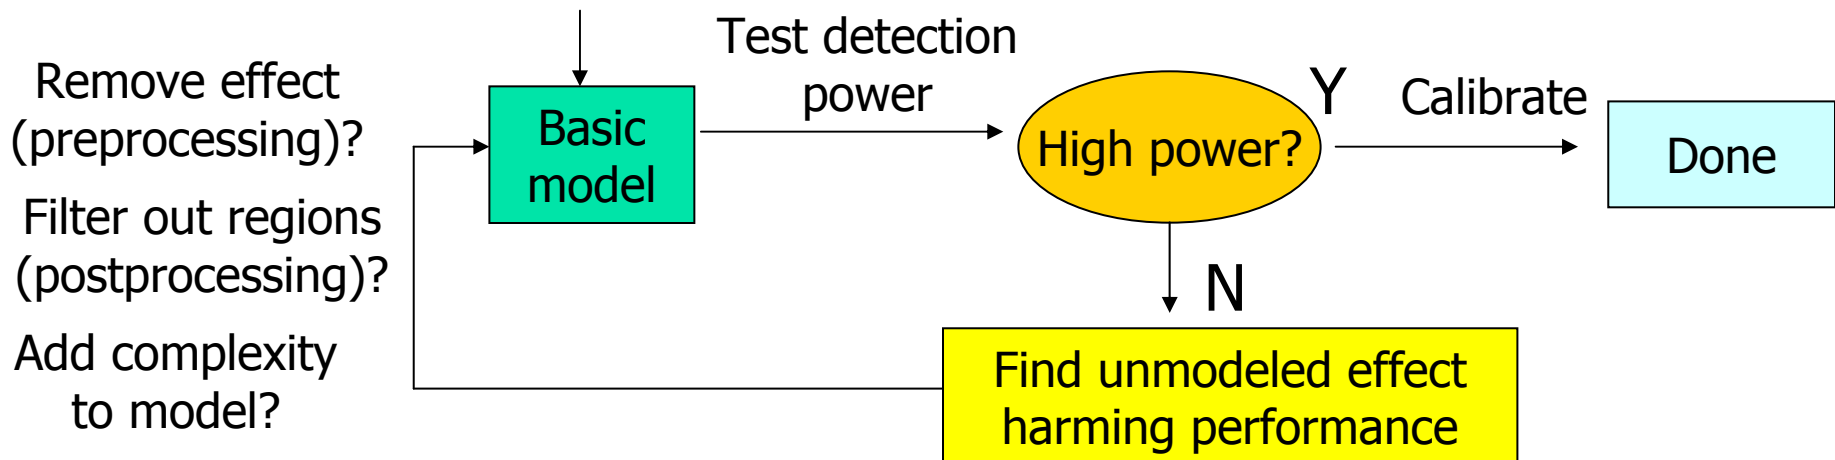 Remove effect
(preprocessing)?
Filter out regions
(postprocessing)?
Add complexity
to model?
Basic
model
Test detection
power
High power?
Y
Calibrate
Done
N
Find unmodeled effect
harming performance